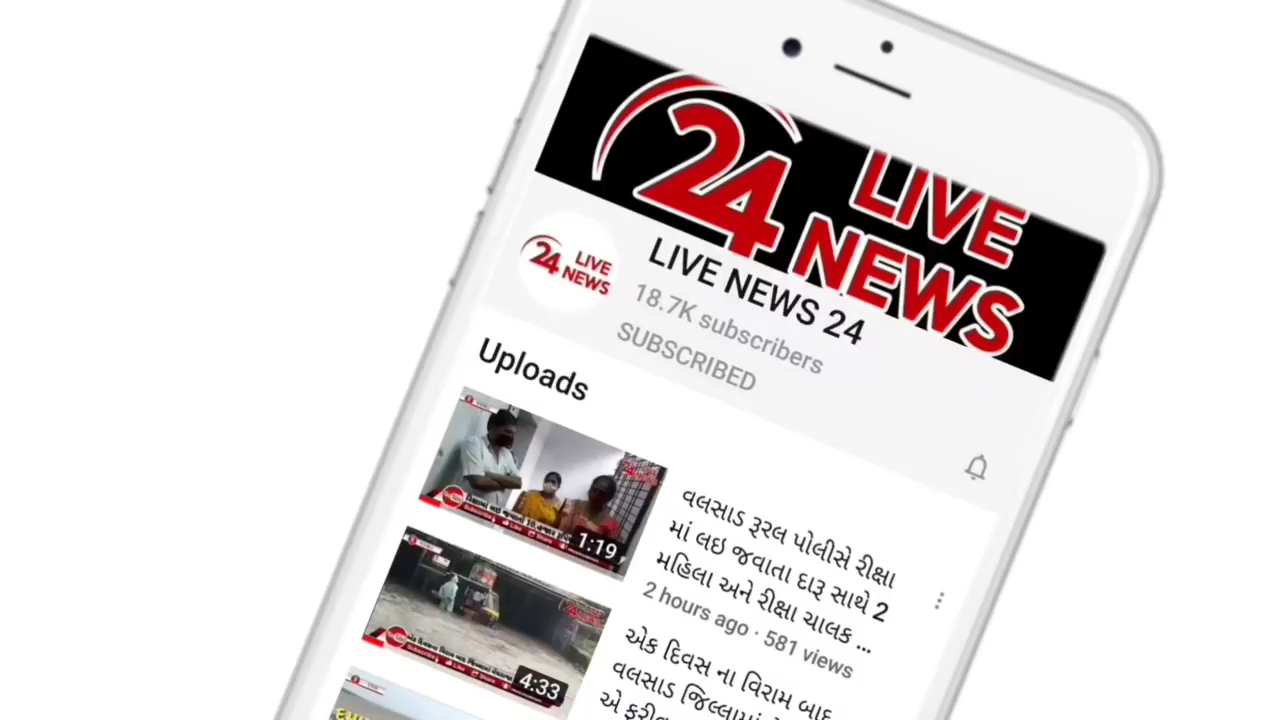 24 LIVE
NEWS
24 LIVE
NEWS
LIVE NEWS 24
18.7K subscribers
SUBSCRIBED
Uploads
1:19
વલસાડ રૂરલ પોલીસે રીક્ષા
માં લઇ જવાતા દારૂ સાથે 2
મહિલા અને રીક્ષા ચાલક ...
2 hours ago · 581 views
4:33
એક દિવસ ના વિરામ બાદ
વલસાડ જિલ્લામાં
એ ફરી